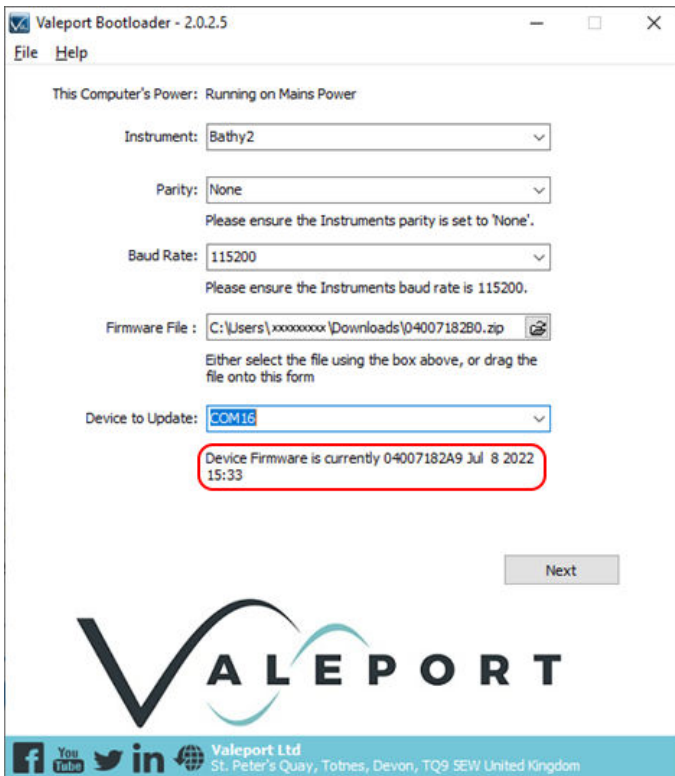 Valeport Bootloader - 2.0.2.5
File Help
This Computer's Power: Running on Mains Power
Instrument: Bathy2
Parity: None
Please ensure the Instruments parity is set to 'None'.
Baud Rate: 115200
Please ensure the Instruments baud rate is 115200.
Firmware File : C:\Users\xxxxxxxxx\Downloads\04007182B0.zip
Either select the file using the box above, or drag the
file onto this form
Device to Update: COM16
Device Firmware is currently 04007182A9 Jul 8 2022
15:33
Next
VALEPORT
f You Tube in Valeport Ltd
St. Peter's Quay, Totnes, Devon, TQ9 5EW United Kingdom